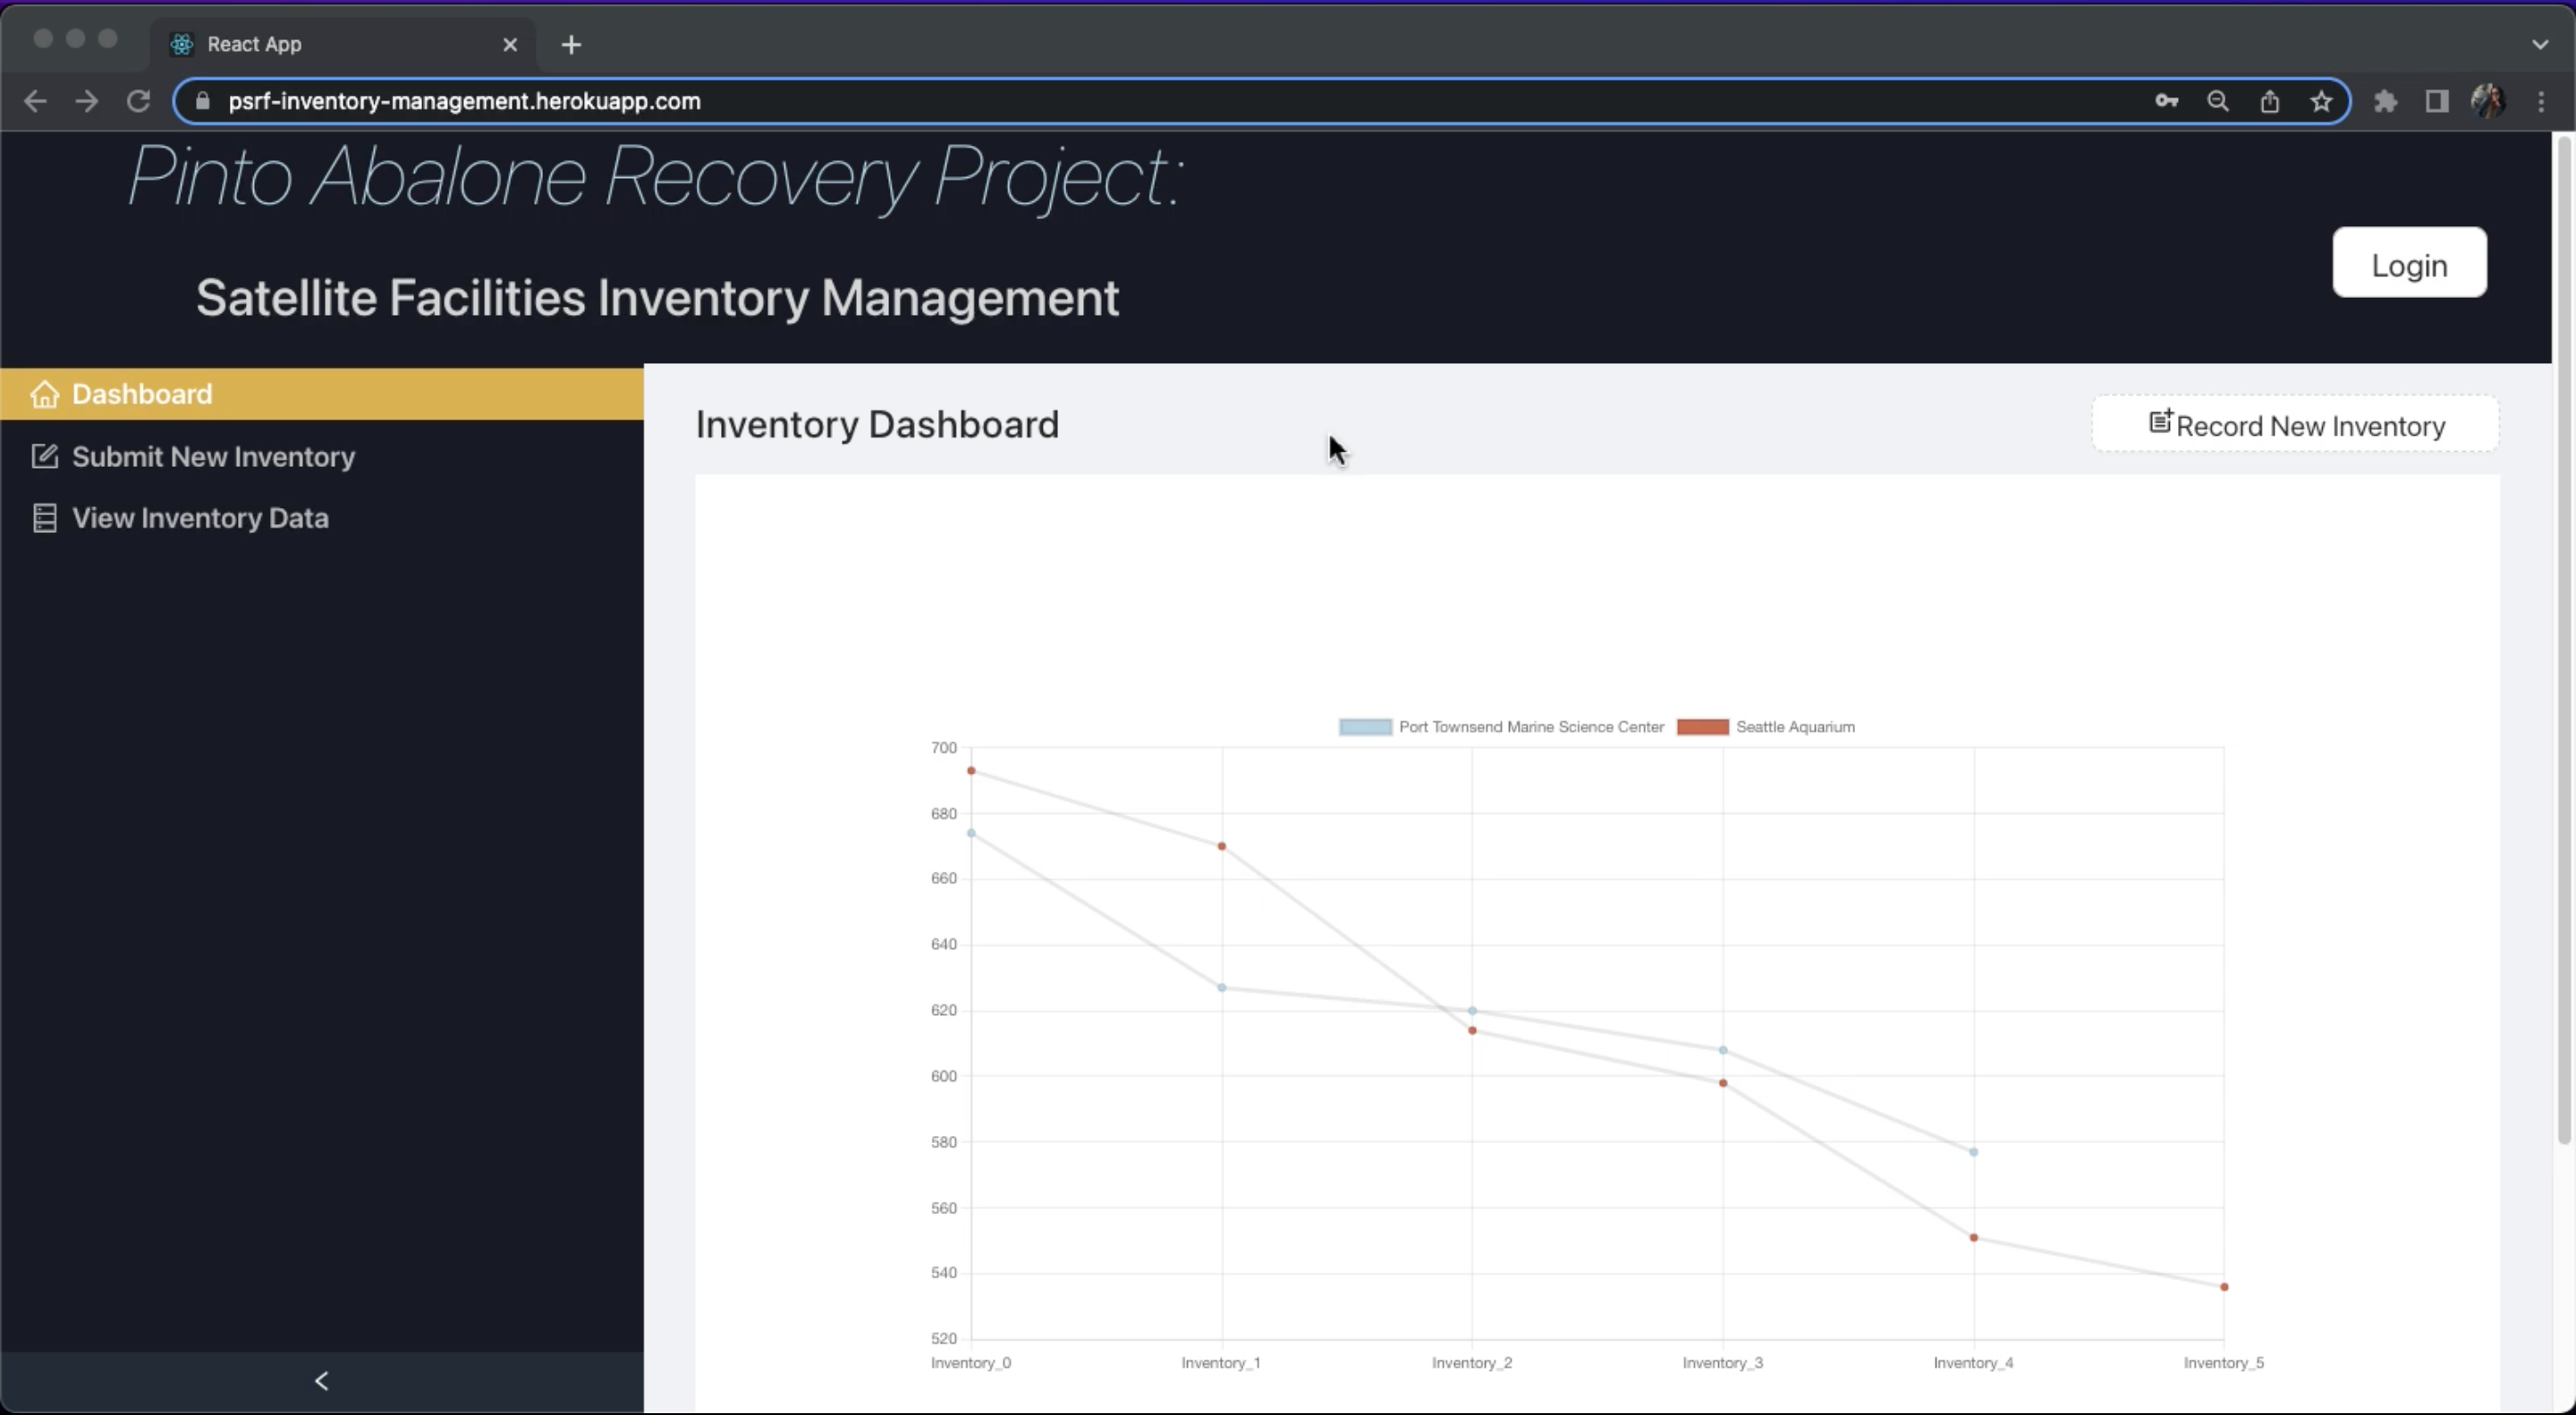 React App
psrf-inventory-management.herokuapp.com
Pinto Abalone Recovery Project:
Satellite Facilities Inventory Management
Login
Dashboard
Submit New Inventory
View Inventory Data
Inventory Dashboard
Record New Inventory
Port Townsend Marine Science Center Seattle Aquarium
700
680
660
640
620
600
580
560
540
520
Inventory_0 Inventory_1 Inventory_2 Inventory_3 Inventory_4 Inventory_5